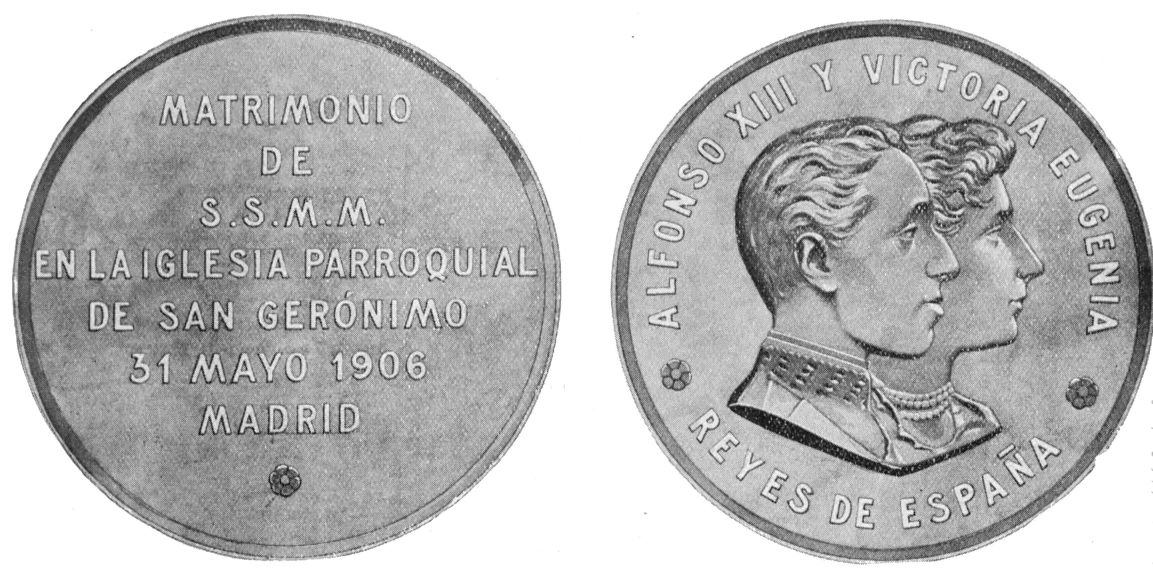 MATRIMONIO
DE
S.S.M.M.
EN LA IGLESIA PARROQUIAL
DE SAN GERÓNIMO
31 MAYO 1906
MADRID
ALFONSO XIII Y VICTORIA EUGENIA
REYES DE ESPAÑA